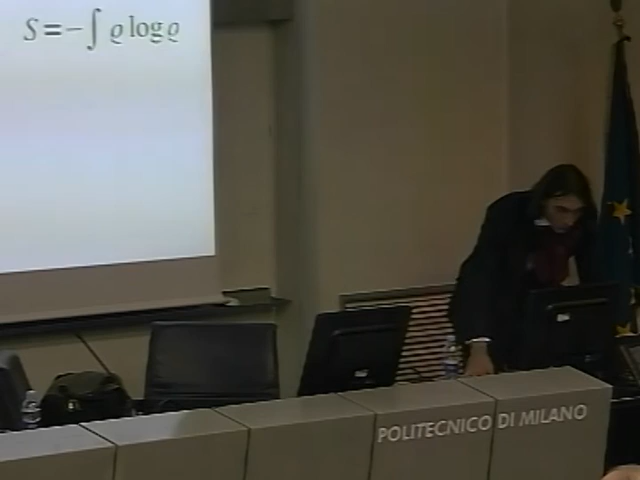 S = − ∫ ϱ log ϱ
POLITECNICO DI MILANO